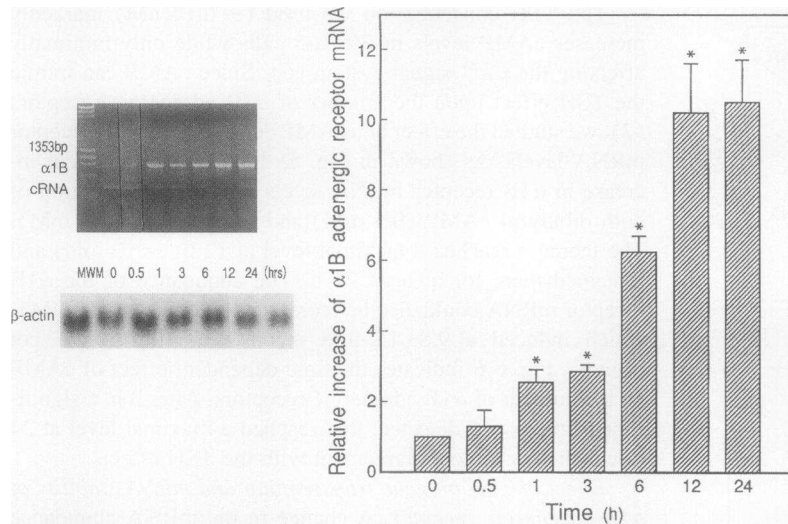 1353bp
α1B
cRNA
MWM 0 0.5 1 3 6 12 24 (hrs)
β-actin
Relative increase of α1B adrenergic receptor mRNA
12
10
8
6
4
2
0
* * * * *
0 0.5 1 3 6 12 24
Time (h)